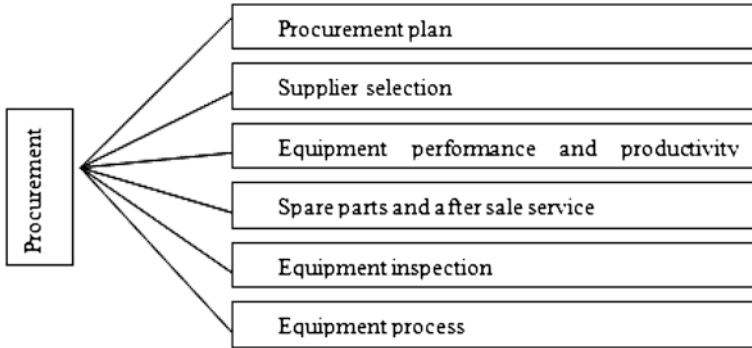 Procurement
Procurement plan
Supplier selection
Equipment performance and productivity
Spare parts and after sale service
Equipment inspection
Equipment process